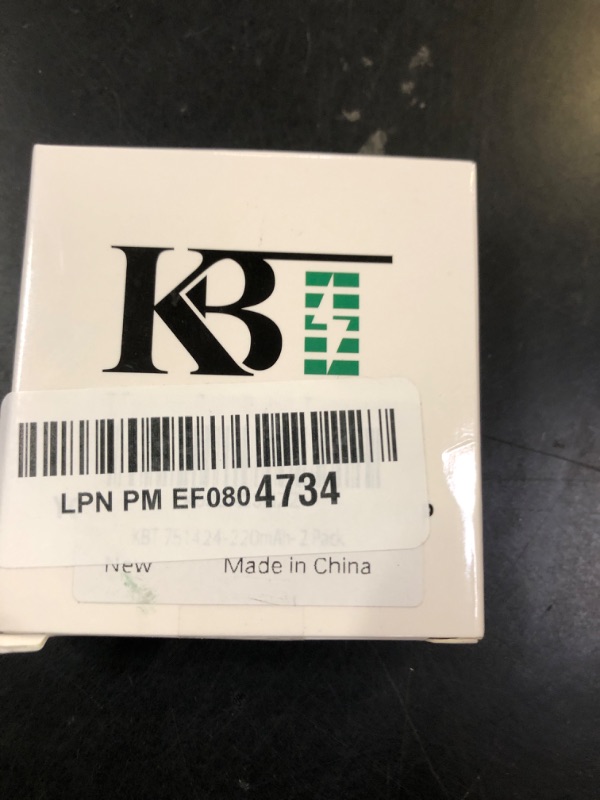 KB
LPN PM EF0804734
KBT 751424-220mAh-2 Pack
New Made in China